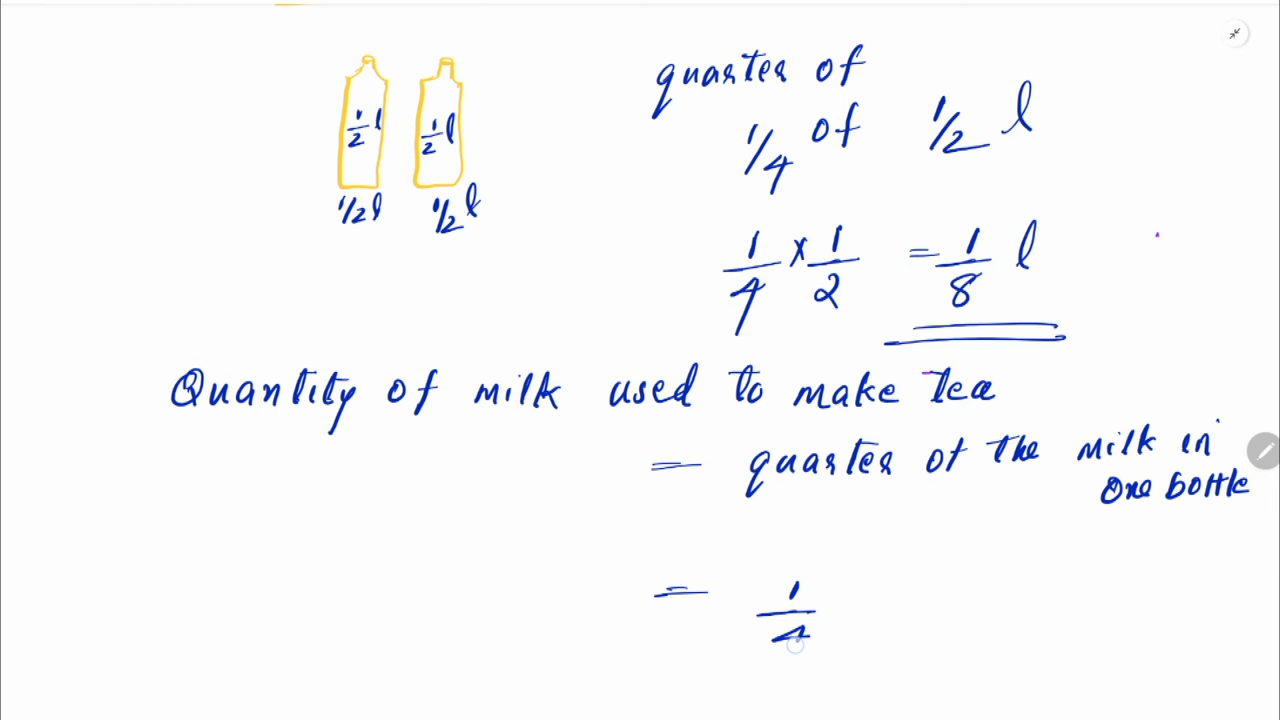 1/2 l 1/2 l
1/2 l 1/2 l
quarter of
1/4 of 1/2 l
1/4 × 1/2 = 1/8 l
Quantity of milk used to make tea
= quarter of the milk in
one bottle
= 1/4